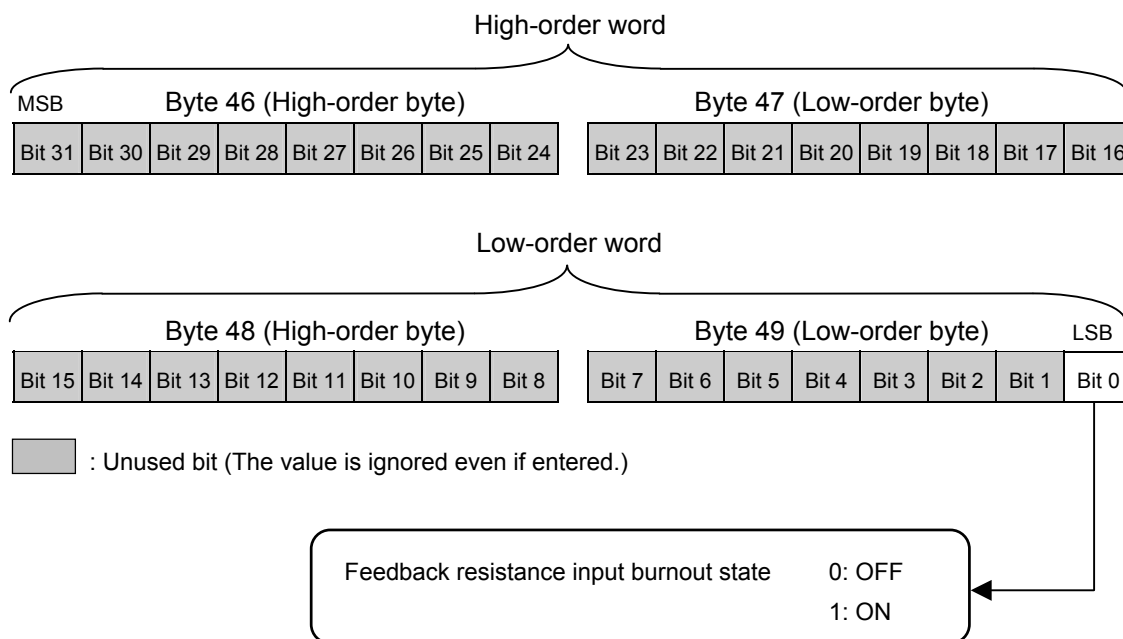 High-order word
MSB Byte 46 (High-order byte) Byte 47 (Low-order byte)
Bit 31 Bit 30 Bit 29 Bit 28 Bit 27 Bit 26 Bit 25 Bit 24 Bit 23 Bit 22 Bit 21 Bit 20 Bit 19 Bit 18 Bit 17 Bit 16
Low-order word
Byte 48 (High-order byte) Byte 49 (Low-order byte) LSB
Bit 15 Bit 14 Bit 13 Bit 12 Bit 11 Bit 10 Bit 9 Bit 8 Bit 7 Bit 6 Bit 5 Bit 4 Bit 3 Bit 2 Bit 1 Bit 0
: Unused bit (The value is ignored even if entered.)
Feedback resistance input burnout state 0: OFF
1: ON